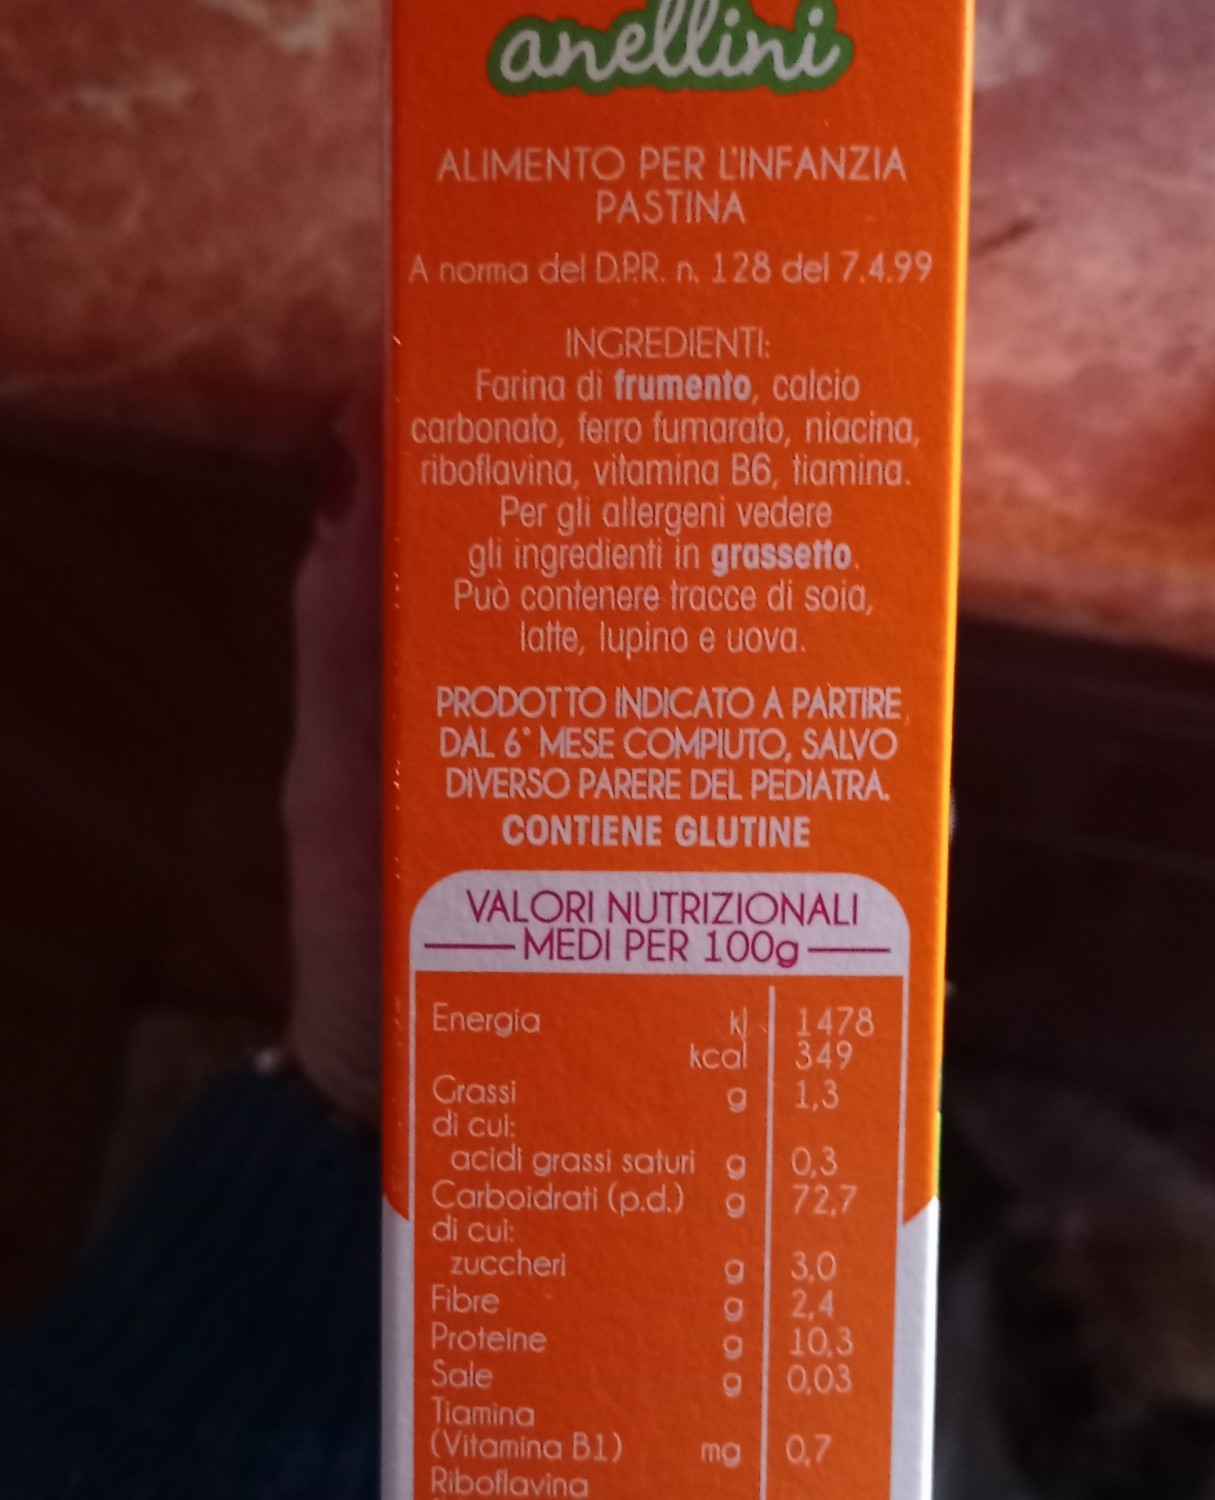 anellini
ALIMENTO PER L'INFANZIA
PASTINA
A norma del D.P.R. n. 128 del 7.4.99
INGREDIENTI:
Farina di frumento, calcio
carbonato, ferro fumarato, niacina,
riboflavina, vitamina B6, tiamina.
Per gli allergeni vedere
gli ingredienti in grassetto.
Può contenere tracce di soia,
latte, lupino e uova.
PRODOTTO INDICATO A PARTIRE
DAL 6° MESE COMPIUTO, SALVO
DIVERSO PARERE DEL PEDIATRA.
CONTIENE GLUTINE
VALORI NUTRIZIONALI
MEDI PER 100g
Energia kJ 1478
kcal 349
Grassi g 1,3
di cui:
acidi grassi saturi g 0,3
Carboidrati (p.d.) g 72,7
di cui:
zuccheri g 3,0
Fibre g 2,4
Proteine g 10,3
Sale g 0,03
Tiamina
(Vitamina B1) mg 0,7
Riboflavina